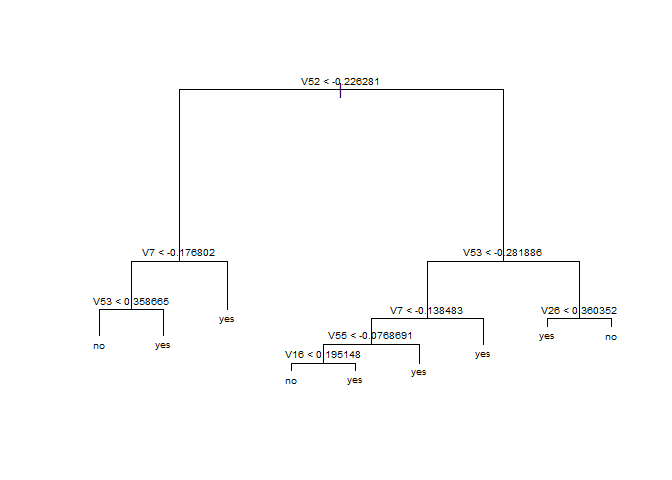 V52 < -0.226281
V7 < -0.176802
V53 < -0.281886
V53 < 0.358665
V7 < -0.138483
V26 < 0.360352
yes
V55 < -0.0768691
yes
no
no
yes
yes
V16 < 0.195148
yes
no
yes
yes